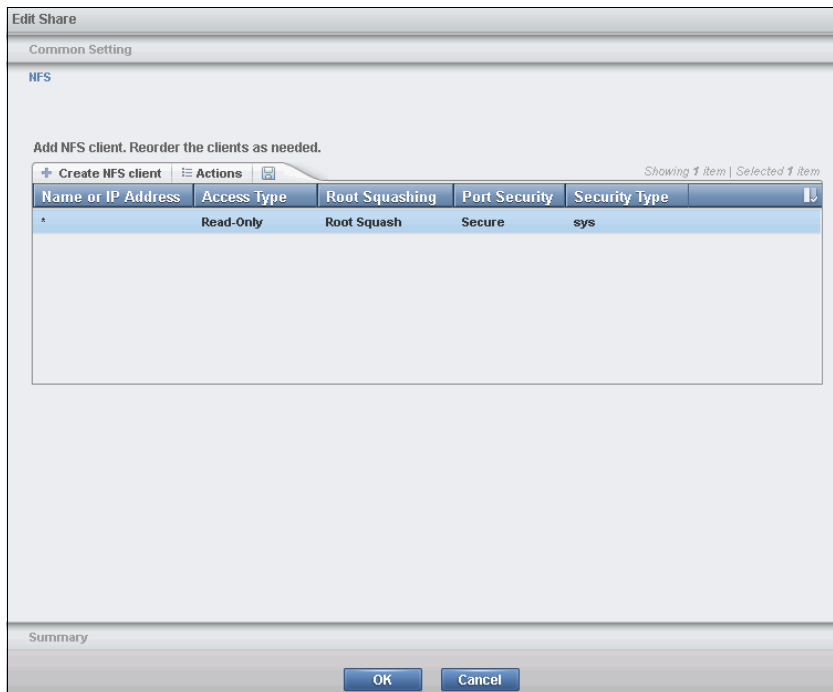 Edit Share
Common Setting
NFS
Add NFS client. Reorder the clients as needed.
Create NFS client Actions Showing 1 item | Selected 1 item
Name or IP Address Access Type Root Squashing Port Security Security Type
* Read-Only Root Squash Secure sys
Summary
OK Cancel